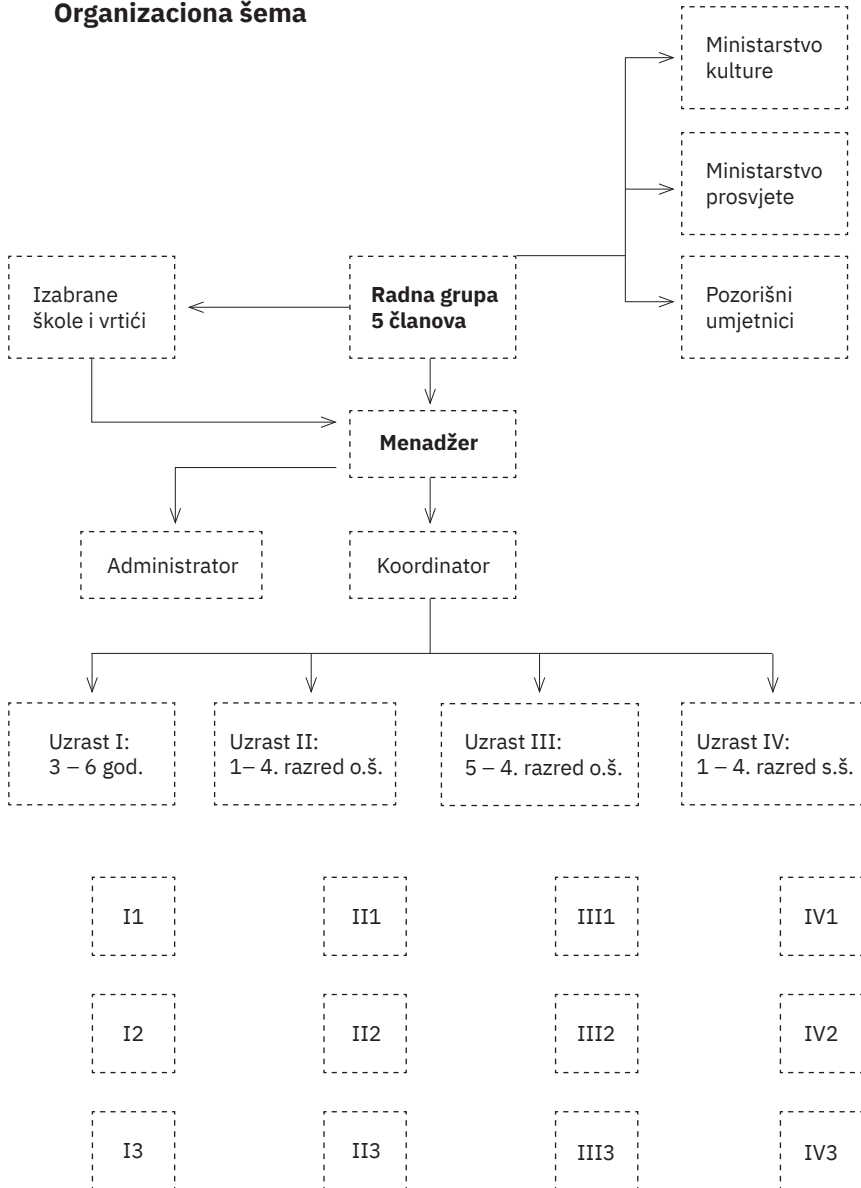 Organizaciona šema
Ministarstvo
kulture
Ministarstvo
prosvjete
Izabrane
škole i vrtići
Radna grupa
5 članova
Pozorišni
umjetnici
Menadžer
Administrator
Koordinator
Uzrast I:
3 – 6 god.
Uzrast II:
1– 4. razred o.š.
Uzrast III:
5 – 4. razred o.š.
Uzrast IV:
1 – 4. razred s.š.
I1
II1
III1
IV1
I2
II2
III2
IV2
I3
II3
III3
IV3